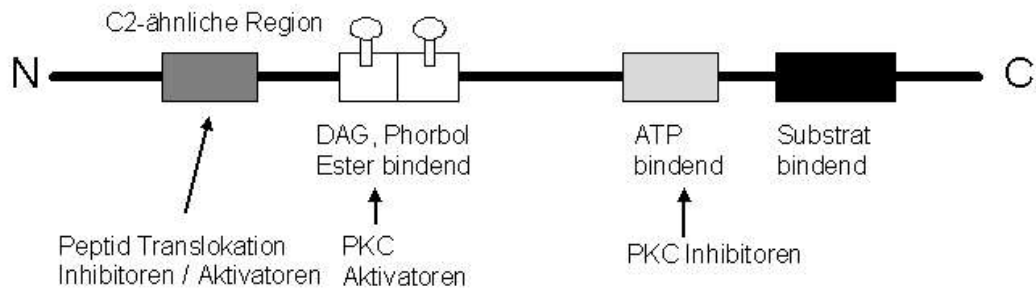 C2-ähnliche Region
N
C
DAG, Phorbol
Ester bindend
ATP
bindend
Substrat
bindend
Peptid Translokation
Inhibitoren / Aktivatoren
PKC
Aktivatoren
PKC Inhibitoren